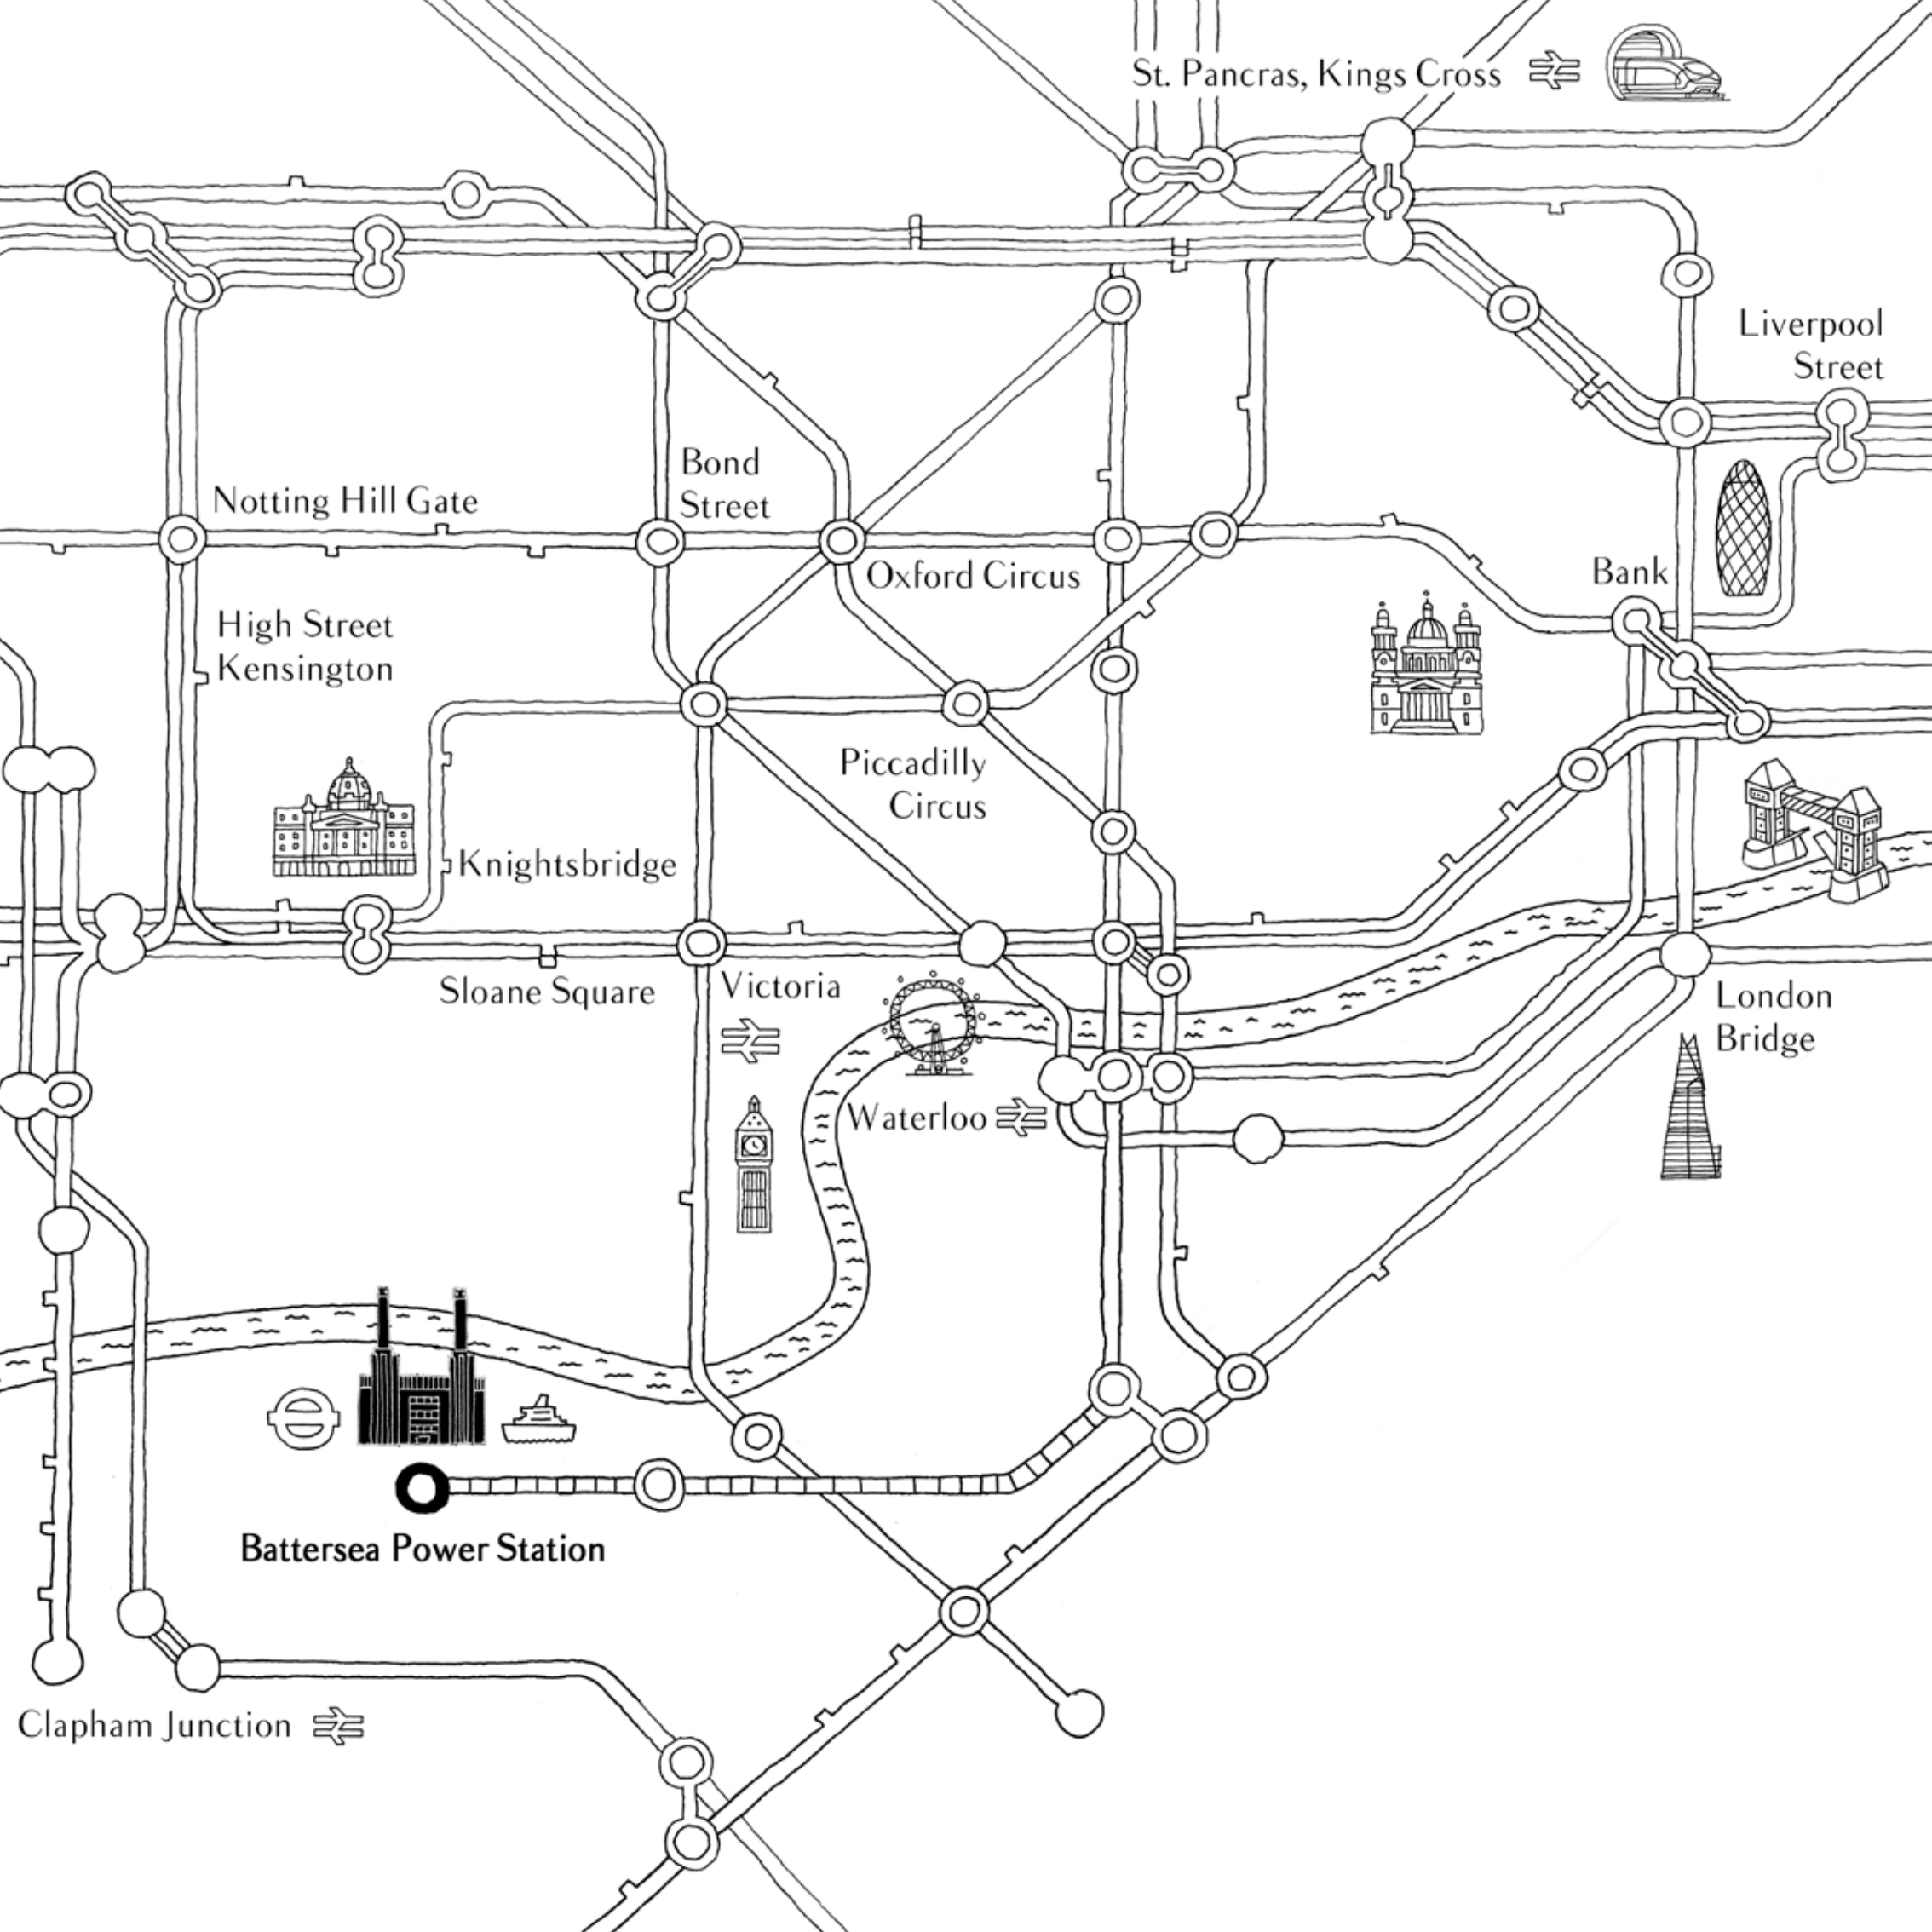 St. Pancras, Kings Cross
Liverpool
Street
Bond
Street
Notting Hill Gate
Oxford Circus
Bank
High Street
Kensington
Piccadilly
Circus
Knightsbridge
Sloane Square
Victoria
London
Bridge
Waterloo
Battersea Power Station
Clapham Junction